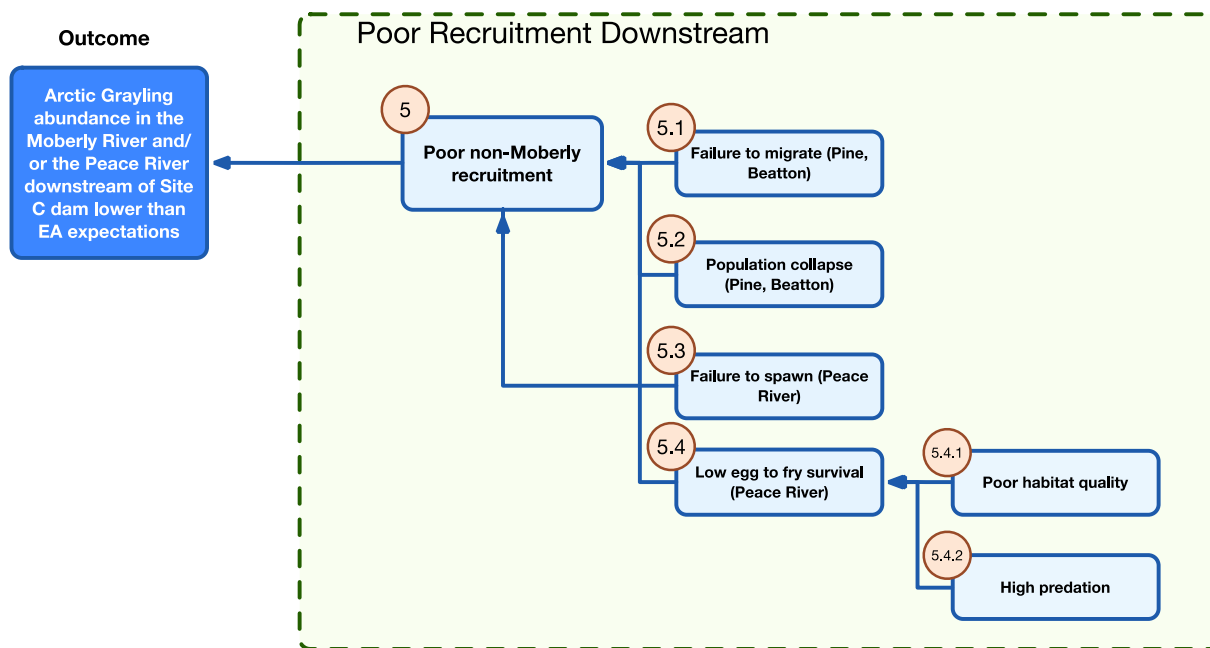 Outcome
Arctic Grayling
abundance in the
Moberly River and/
or the Peace River
downstream of Site
C dam lower than
EA expectations
Poor Recruitment Downstream
5
Poor non-Moberly
recruitment
5.1
Failure to migrate (Pine,
Beatton)
5.2
Population collapse
(Pine, Beatton)
5.3
Failure to spawn (Peace
River)
5.4
Low egg to fry survival
(Peace River)
5.4.1
Poor habitat quality
5.4.2
High predation